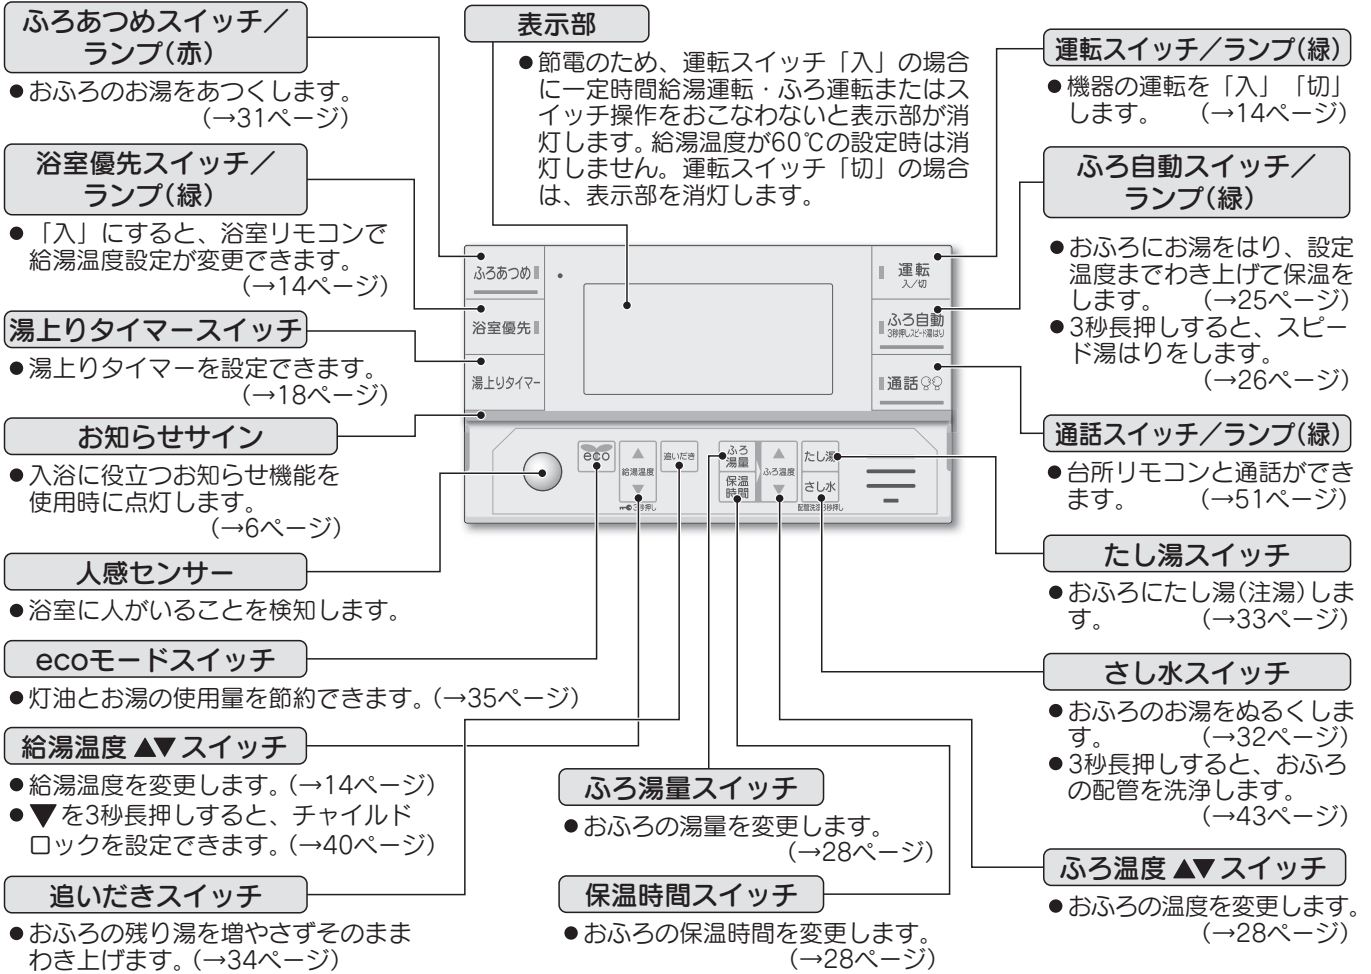 ふろあつめスイッチ／
ランプ(赤)
●おふろのお湯をあつくします。
(→31ページ)
浴室優先スイッチ／
ランプ(緑)
●「入」にすると、浴室リモコンで
給湯温度設定が変更できます。
(→14ページ)
湯上りタイマースイッチ
●湯上りタイマーを設定できます。
(→18ページ)
お知らせサイン
●入浴に役立つお知らせ機能を
使用時に点灯します。
(→6ページ)
人感センサー
●浴室に人がいることを検知します。
ecoモードスイッチ
●灯油とお湯の使用量を節約できます。(→35ページ)
給湯温度 ▲▼ スイッチ
●給湯温度を変更します。(→14ページ)
●▼を3秒長押しすると、チャイルド
ロックを設定できます。(→40ページ)
追いだきスイッチ
●おふろの残り湯を増やさずそのまま
わき上げます。(→34ページ)
表示部
●節電のため、運転スイッチ「入」の場合
に一定時間給湯運転・ふろ運転またはス
イッチ操作をおこなわないと表示部が消
灯します。給湯温度が60℃の設定時は消
灯しません。運転スイッチ「切」の場合
は、表示部を消灯します。
ふろあつめ
浴室優先
湯上りタイマー
運転
入／切
ふろ自動
3秒押しスピード湯はり
通話
eco
▲
給湯温度
▼
3秒押し
追いだき
ふろ
湯量
保温
時間
▲
ふろ温度
▼
たし湯
さし水
配管洗浄3秒押し
ふろ湯量スイッチ
●おふろの湯量を変更します。
(→28ページ)
保温時間スイッチ
●おふろの保温時間を変更します。
(→28ページ)
運転スイッチ／ランプ(緑)
●機器の運転を「入」「切」
します。 (→14ページ)
ふろ自動スイッチ／
ランプ(緑)
●おふろにお湯をはり、設定
温度までわき上げて保温を
します。 (→25ページ)
●3秒長押しすると、スピー
ド湯はりをします。
(→26ページ)
通話スイッチ／ランプ(緑)
●台所リモコンと通話ができ
ます。 (→51ページ)
たし湯スイッチ
●おふろにたし湯(注湯)しま
す。 (→33ページ)
さし水スイッチ
●おふろのお湯をぬるくしま
す。 (→32ページ)
●3秒長押しすると、おふろ
の配管を洗浄します。
(→43ページ)
ふろ温度 ▲▼ スイッチ
●おふろの温度を変更します。
(→28ページ)